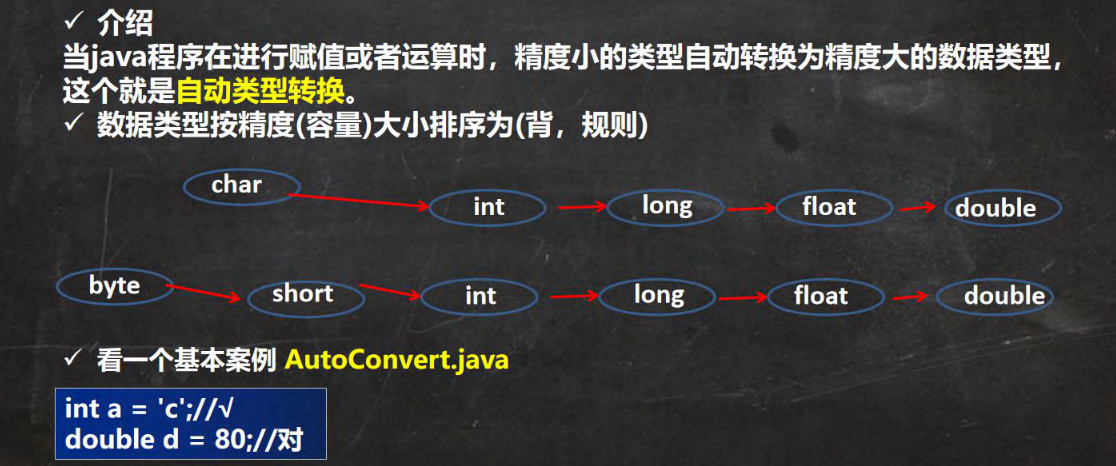 ✓ 介绍
当java程序在进行赋值或者运算时，精度小的类型自动转换为精度大的数据类型，
这个就是自动类型转换。
✓ 数据类型按精度(容量)大小排序为(背，规则)
char int long float double
byte short int long float double
✓ 看一个基本案例 AutoConvert.java
int a = 'c';//√
double d = 80;//对